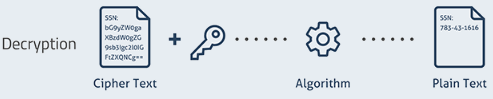 Decryption
SSN:
bG9yZW0ga
XBzdW0gZG
9sb3Igc2l0IG
FtZXQNCg==
+
Cipher Text
Algorithm
SSN:
783-43-1616
Plain Text